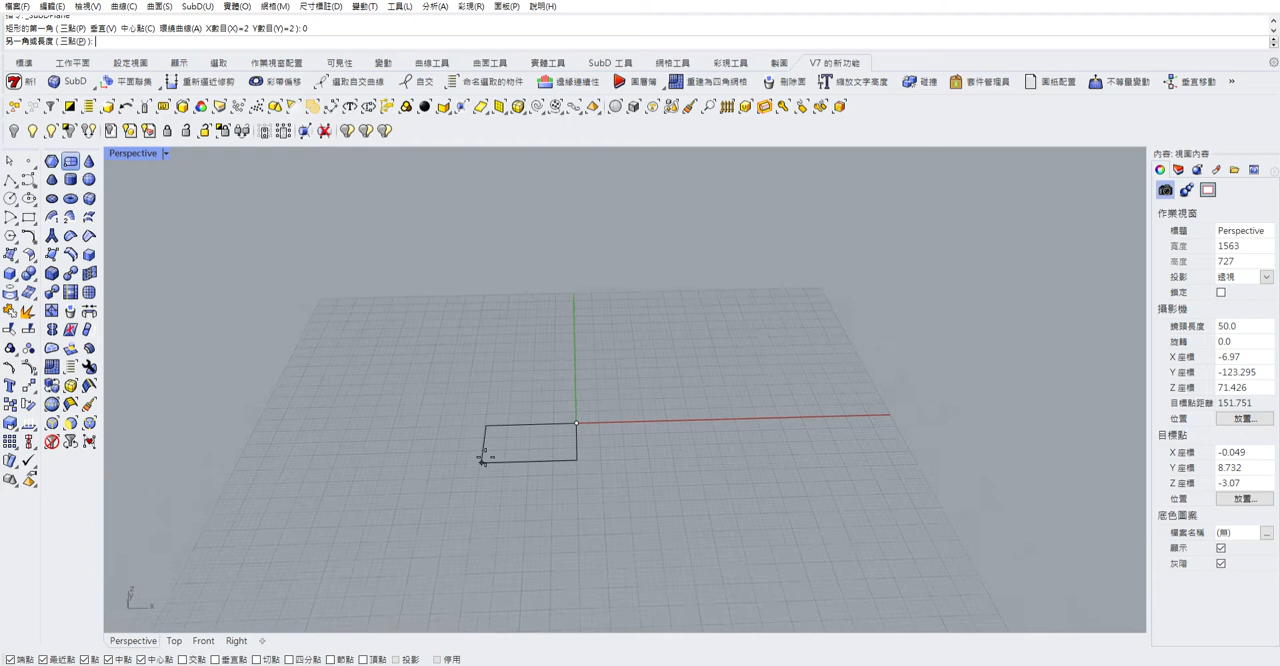 檔案(F) 編輯(E) 檢視(V) 曲線(C) 曲面(S) SubD(U) 實體(O) 網格(M) 尺寸標註(D) 變動(T) 工具(L) 分析(A) 彩現(R) 面板(P) 說明(H)
指令: _SubDPlane
矩形的第一角 ( 三點(P) 垂直(V) 中心點(C) 環繞曲線(A) X數目(X)=2 Y數目(Y)=2 ): 0
另一角或長度 ( 三點(P) ):
標準 工作平面 設定視圖 顯示 選取 作業視窗配置 可見性 變動 曲線工具 曲面工具 實體工具 SubD 工具 網格工具 彩現工具 製圖 V7 的新功能
SubD 平面聯集 重新逼近修剪 彩帶偏移 選取自交曲線 自交 命名選取的物件 邊緣連續性 圖層簿 重建為四角網格 刪除面 縮放文字高度 碰撞 套件管理員 圖紙配置 不等量變動 垂直移動 »
Perspective
內容: 視圖內容
作業視窗
標題 Perspective
寬度 1563
高度 727
投影 透視
鎖定
攝影機
鏡頭長度 50.0
旋轉 0.0
X 座標 -6.97
Y 座標 -123.295
Z 座標 71.426
目標點距離 151.751
位置 放置...
目標點
X 座標 -0.049
Y 座標 8.732
Z 座標 -3.07
位置 放置...
底色圖案
檔案名稱 (無) ...
顯示
灰階
z
y
x
Perspective Top Front Right
端點 最近點 點 中點 中心點 交點 垂直點 切點 四分點 節點 頂點 投影 停用